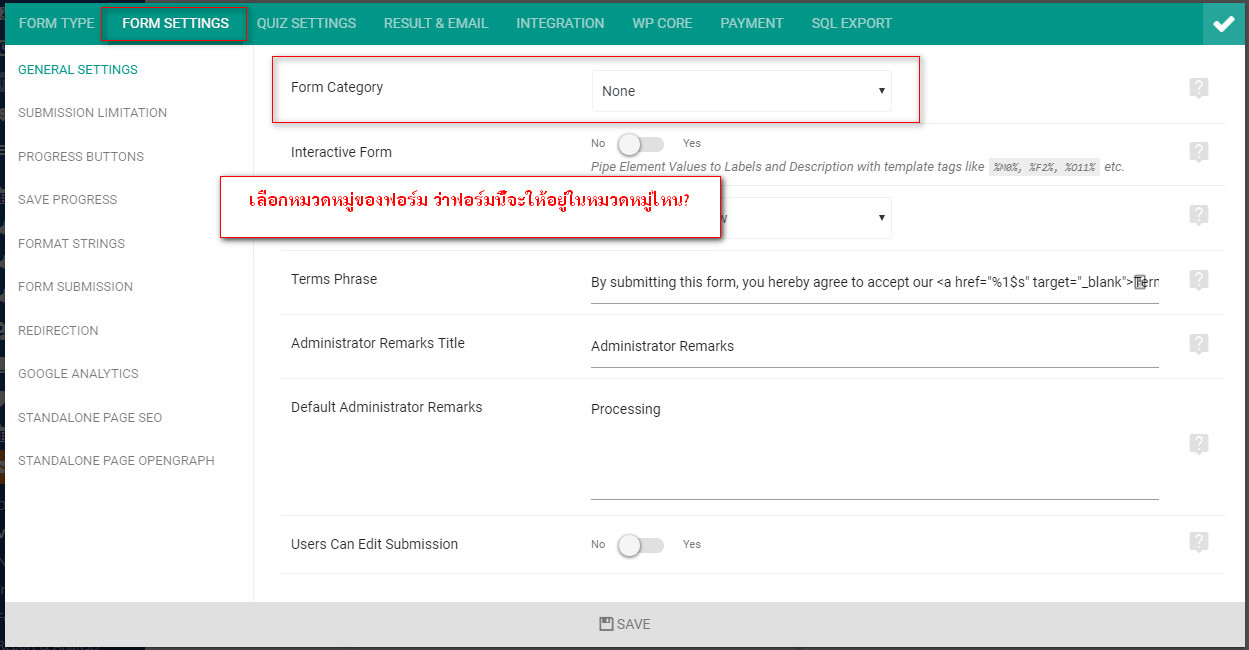 FORM TYPE FORM SETTINGS QUIZ SETTINGS RESULT & EMAIL INTEGRATION WP CORE PAYMENT SQL EXPORT
GENERAL SETTINGS
SUBMISSION LIMITATION
PROGRESS BUTTONS
SAVE PROGRESS
FORMAT STRINGS
FORM SUBMISSION
REDIRECTION
GOOGLE ANALYTICS
STANDALONE PAGE SEO
STANDALONE PAGE OPENGRAPH
Form Category None
Interactive Form No Yes
Pipe Element Values to Labels and Description with template tags like %M0%, %F2%, %O11% etc.
เลือกหมวดหมู่ของฟอร์ม ว่าฟอร์มนี้จะให้อยู่ในหมวดหมู่ไหน?
Terms Phrase By submitting this form, you hereby agree to accept our <a href="%1$s" target="_blank">Term
Administrator Remarks Title Administrator Remarks
Default Administrator Remarks Processing
Users Can Edit Submission No Yes
SAVE